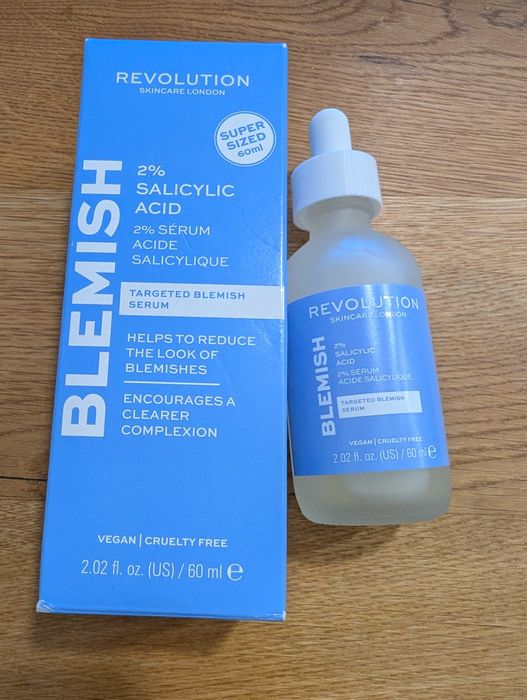 REVOLUTION
SKINCARE LONDON
SUPER
SIZED
60ml
BLEMISH
2%
SALICYLIC
ACID
2% SÉRUM
ACIDE
SALICYLIQUE
TARGETED BLEMISH
SERUM
HELPS TO REDUCE
THE LOOK OF
BLEMISHES
ENCOURAGES A
CLEARER
COMPLEXION
VEGAN | CRUELTY FREE
2.02 fl. oz. (US) / 60 ml ℮
REVOLUTION
SKINCARE LONDON
BLEMISH
2%
SALICYLIC
ACID
2% SÉRUM
ACIDE SALICYLIQUE
TARGETED BLEMISH
SERUM
VEGAN | CRUELTY FREE
2.02 fl. oz. (US) / 60 ml ℮